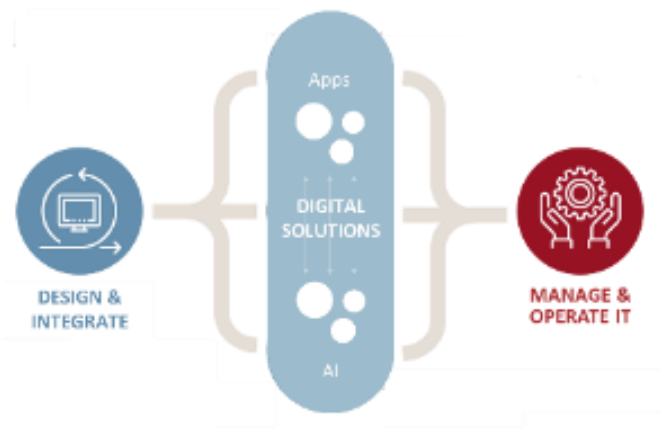 Apps
DIGITAL
SOLUTIONS
AI
DESIGN &
INTEGRATE
MANAGE &
OPERATE IT